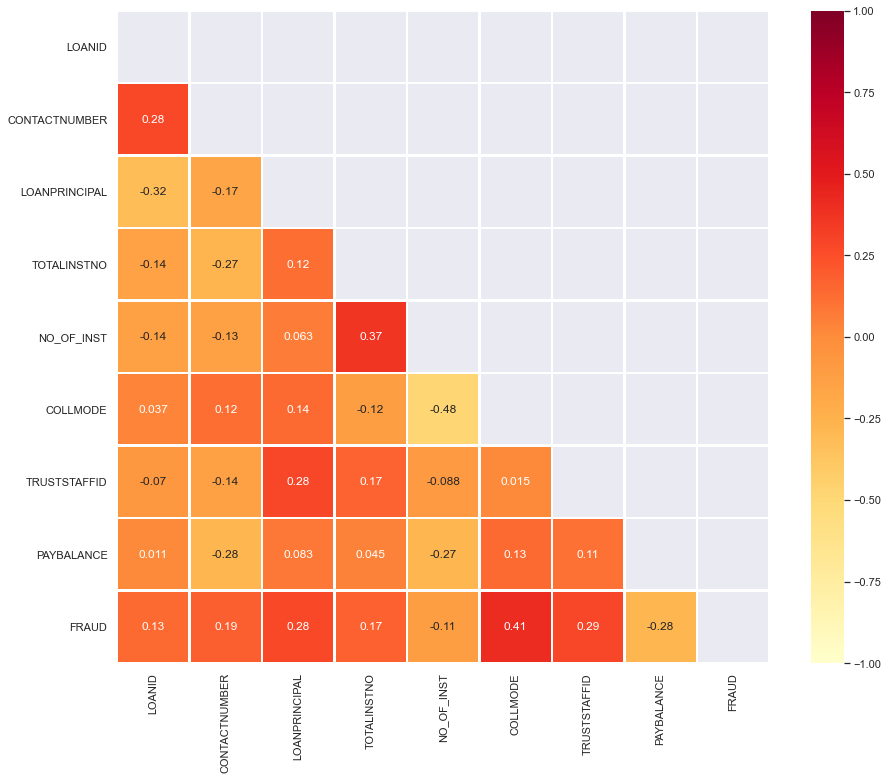 LOANID
CONTACTNUMBER 0.28
LOANPRINCIPAL -0.32 -0.17
TOTALINSTNO -0.14 -0.27 0.12
NO_OF_INST -0.14 -0.13 0.063 0.37
COLLMODE 0.037 0.12 0.14 -0.12 -0.48
TRUSTSTAFFID -0.07 -0.14 0.28 0.17 -0.088 0.015
PAYBALANCE 0.011 -0.28 0.083 0.045 -0.27 0.13 0.11
FRAUD 0.13 0.19 0.28 0.17 -0.11 0.41 0.29 -0.28
LOANID
CONTACTNUMBER
LOANPRINCIPAL
TOTALINSTNO
NO_OF_INST
COLLMODE
TRUSTSTAFFID
PAYBALANCE
FRAUD
1.00
0.75
0.50
0.25
0.00
−0.25
−0.50
−0.75
−1.00